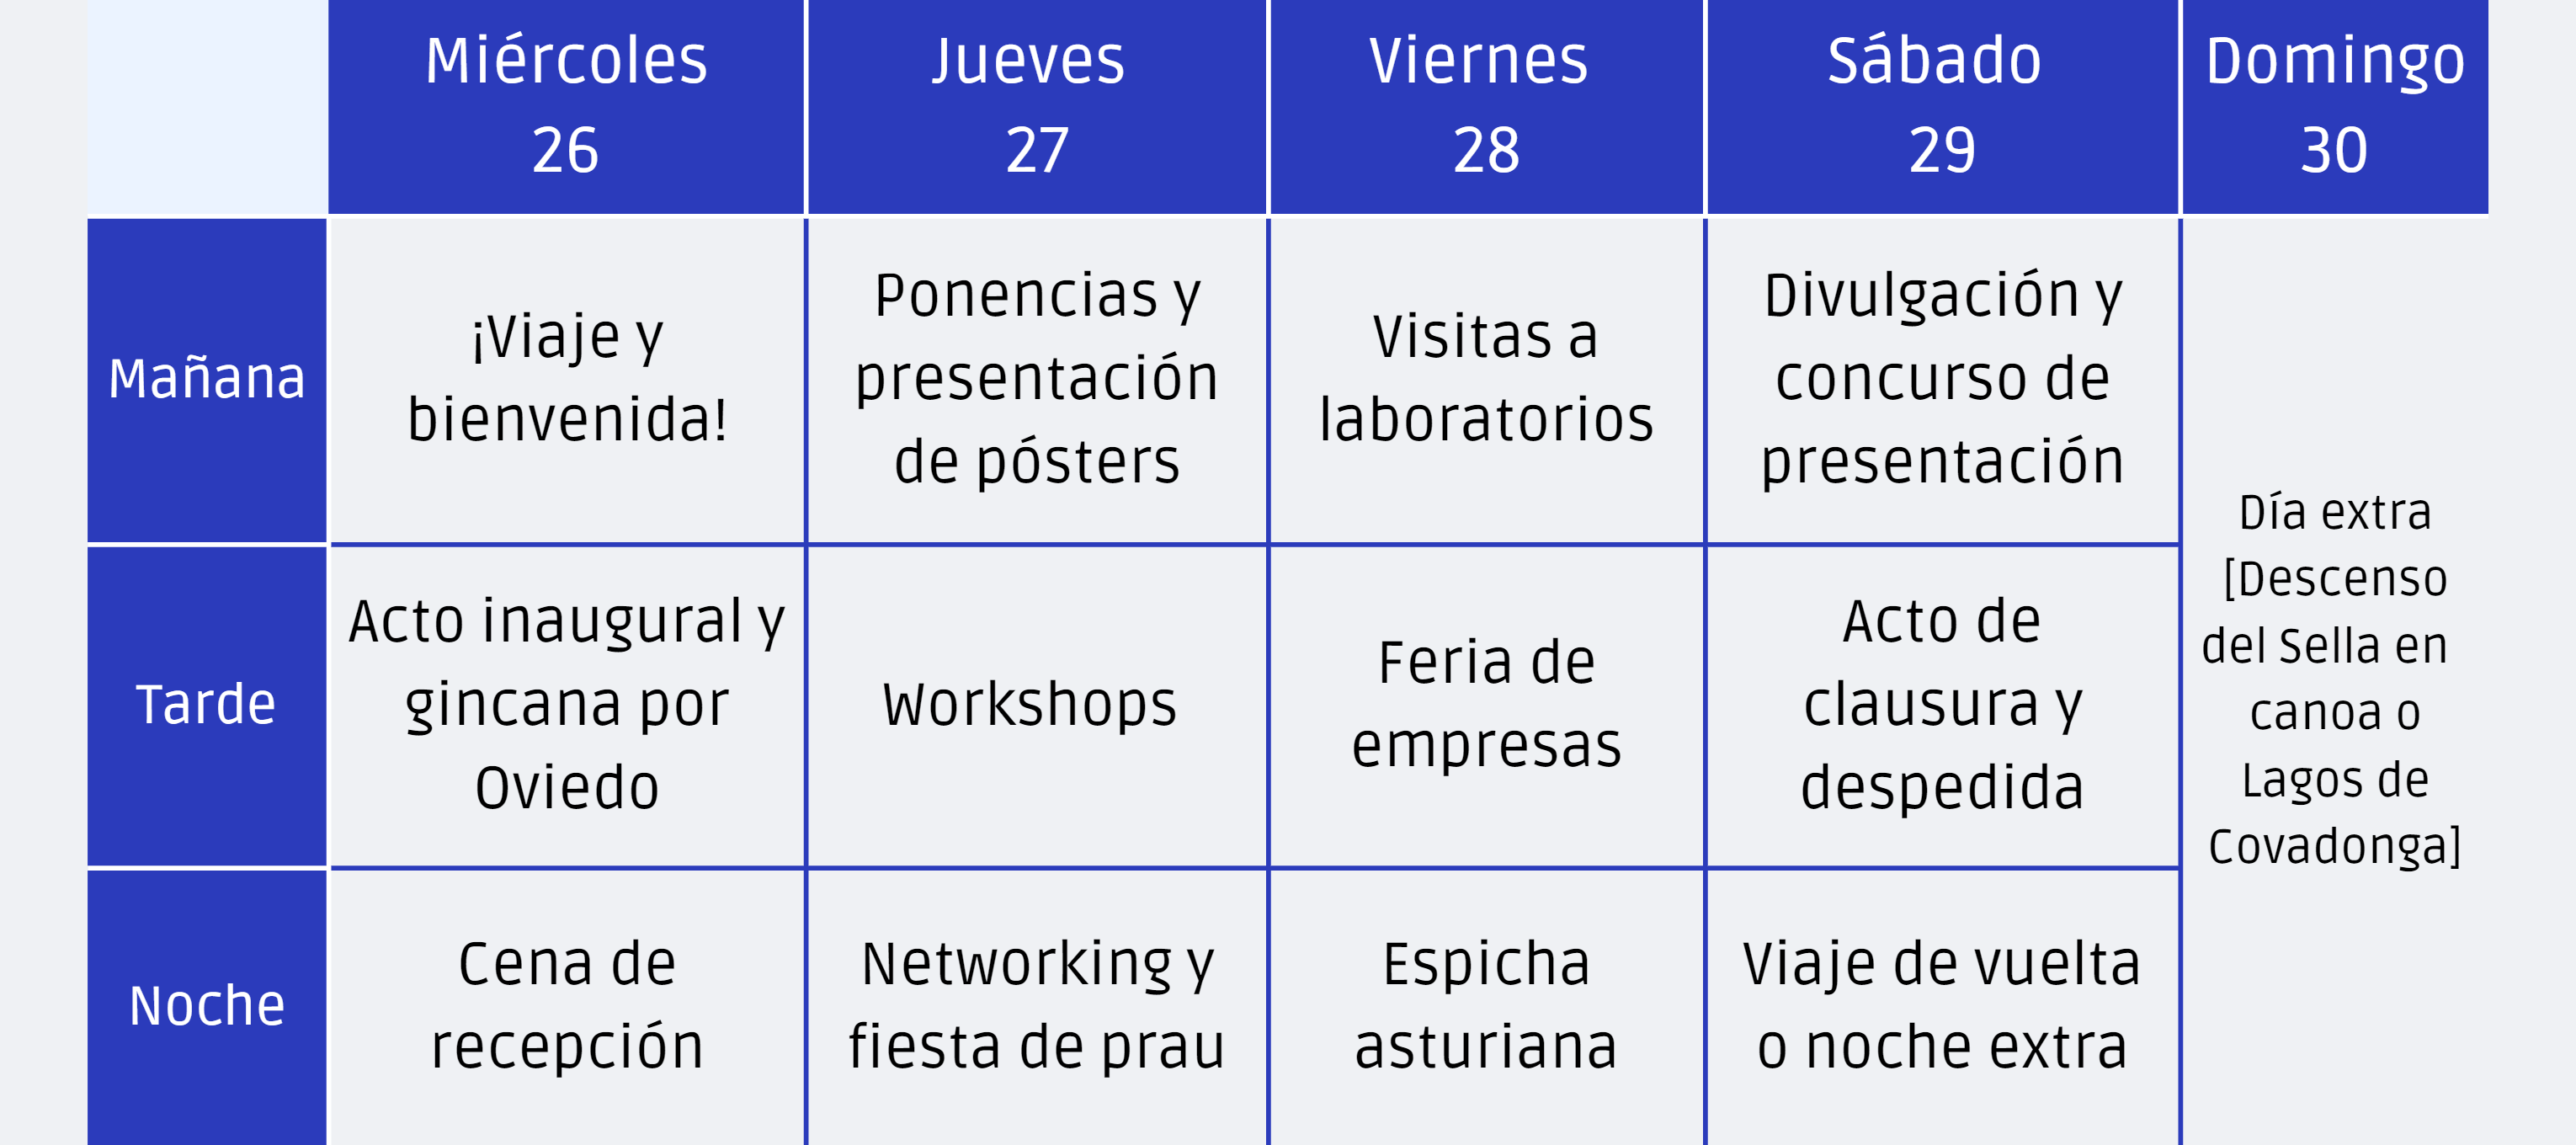 Miércoles
26
Jueves
27
Viernes
28
Sábado
29
Domingo
30
Mañana
¡Viaje y
bienvenida!
Ponencias y
presentación
de pósters
Visitas a
laboratorios
Divulgación y
concurso de
presentación
Día extra
[Descenso
del Sella en
canoa o
Lagos de
Covadonga]
Tarde
Acto inaugural y
gincana por
Oviedo
Workshops
Feria de
empresas
Acto de
clausura y
despedida
Noche
Cena de
recepción
Networking y
fiesta de prau
Espicha
asturiana
Viaje de vuelta
o noche extra